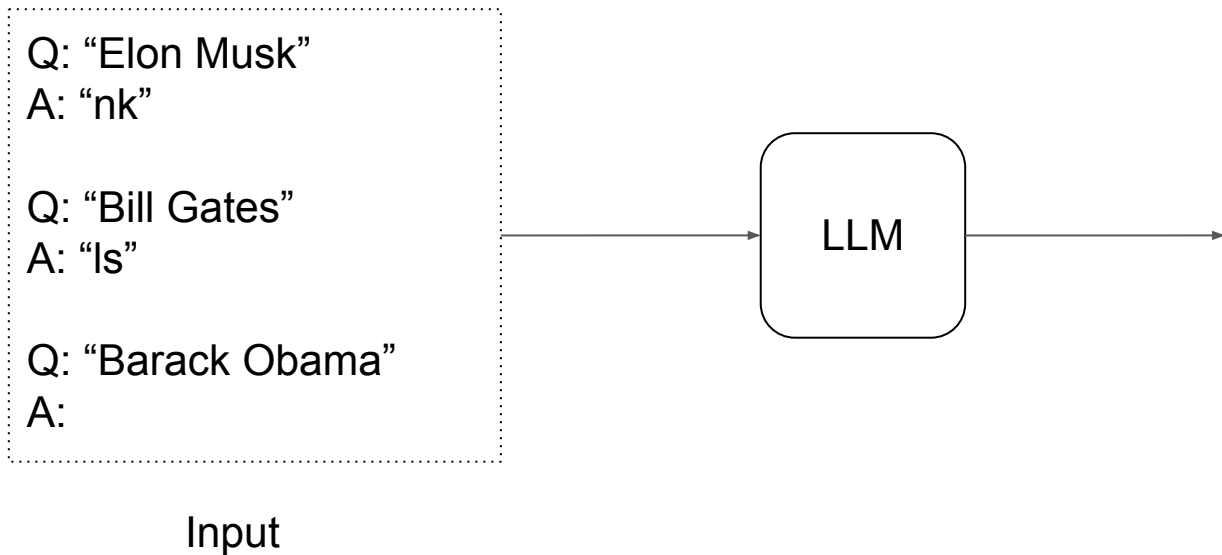 Q: “Elon Musk”
A: “nk”
Q: “Bill Gates”
A: “ls”
Q: “Barack Obama”
A:
LLM
Input